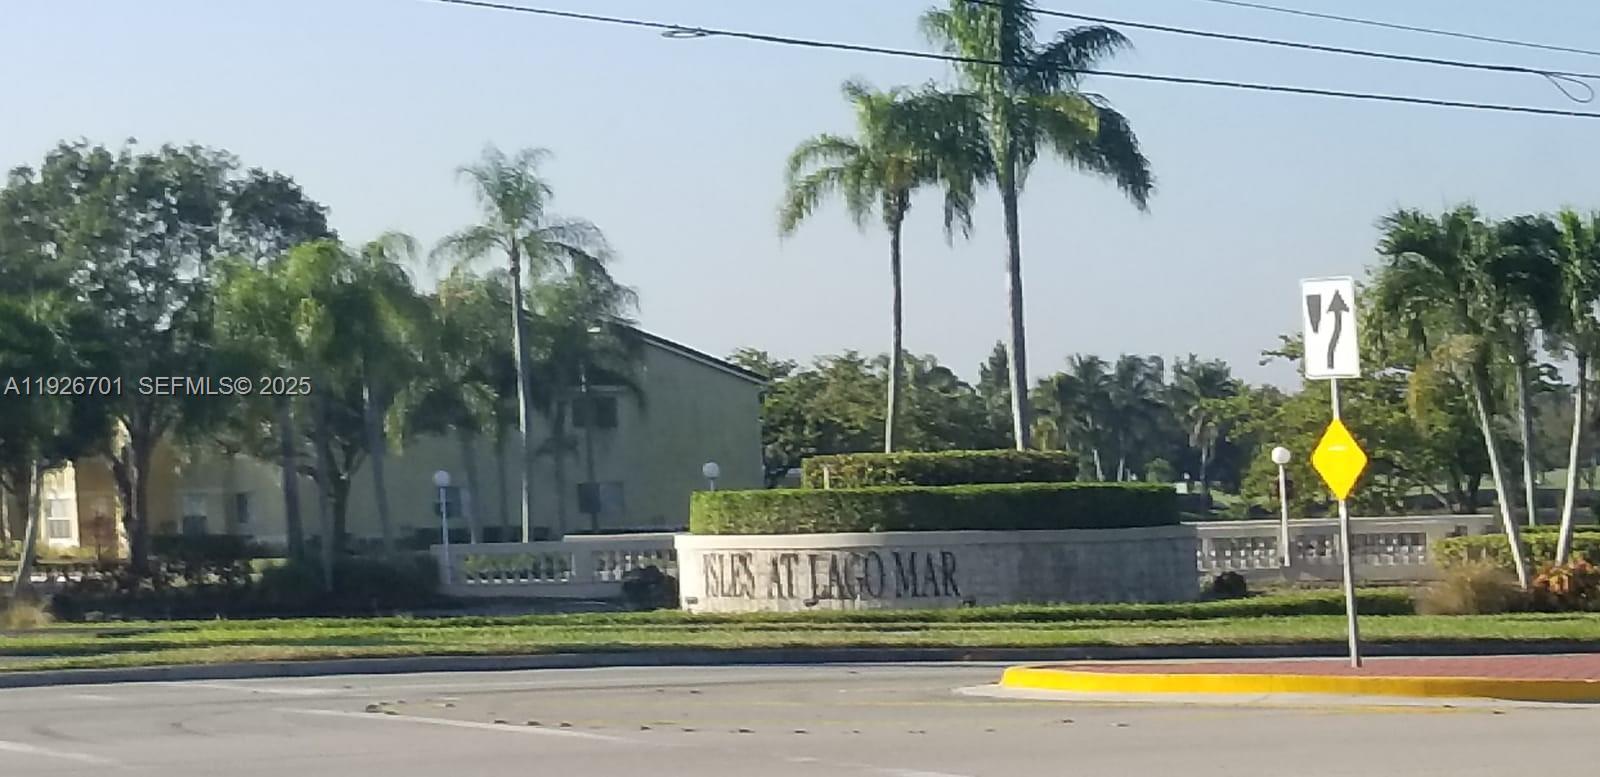 A11926701 SEFMLS© 2025
ISLES AT LAGO MAR